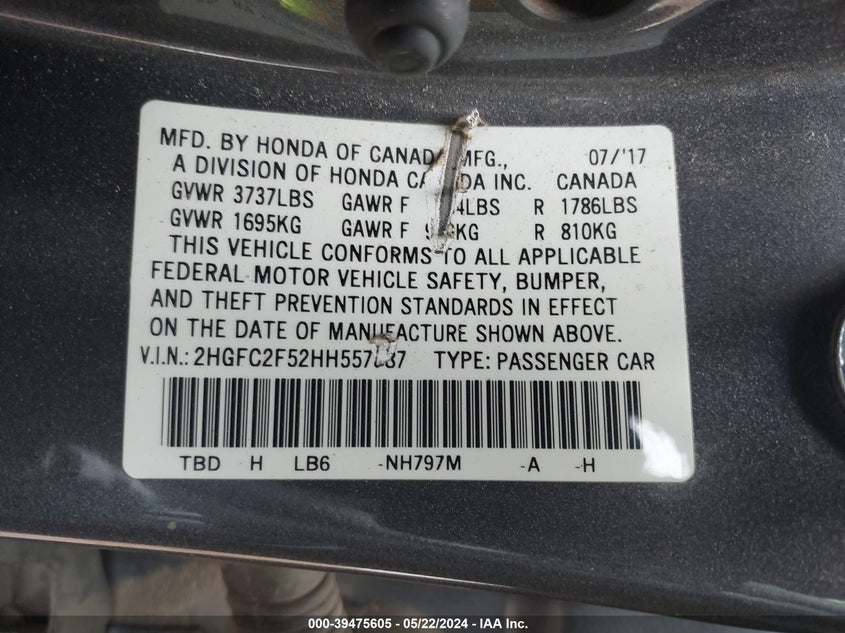 MFD. BY HONDA OF CANADA MFG., 07/'17
A DIVISION OF HONDA CANADA INC. CANADA
GVWR 3737LBS GAWR F R 1786LBS
GVWR 1695KG GAWR F R 810KG
THIS VEHICLE CONFORMS TO ALL APPLICABLE
FEDERAL MOTOR VEHICLE SAFETY, BUMPER,
AND THEFT PREVENTION STANDARDS IN EFFECT
ON THE DATE OF MANUFACTURE SHOWN ABOVE.
V.I.N.: TYPE: PASSENGER CAR
TBD H LB6 -NH797M -A -H
000-39475605 - 05/22/2024 - IAA Inc.